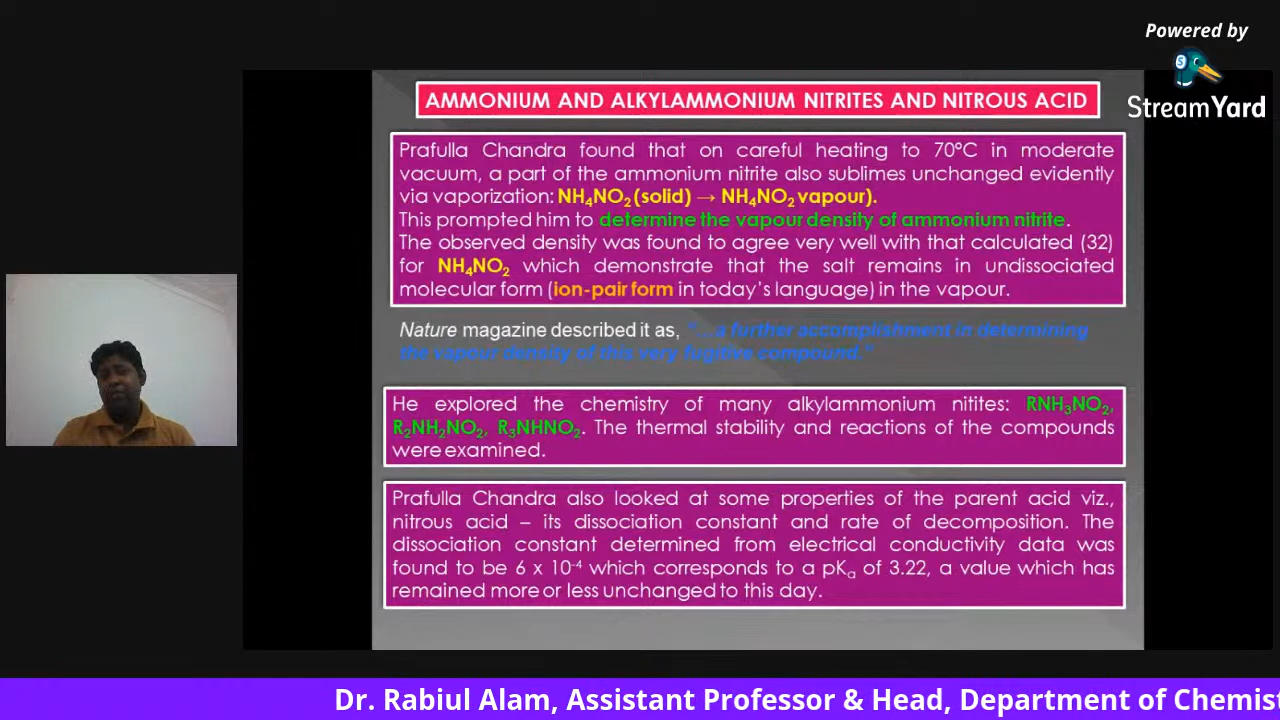 Powered by
StreamYard
AMMONIUM AND ALKYLAMMONIUM NITRITES AND NITROUS ACID
Prafulla Chandra found that on careful heating to 70°C in moderate
vacuum, a part of the ammonium nitrite also sublimes unchanged evidently
via vaporization: NH₄NO₂ (solid) → NH₄NO₂ vapour).
This prompted him to determine the vapour density of ammonium nitrite.
The observed density was found to agree very well with that calculated (32)
for NH₄NO₂ which demonstrate that the salt remains in undissociated
molecular form (ion-pair form in today's language) in the vapour.
Nature magazine described it as, "...a further accomplishment in determining
the vapour density of this very fugitive compound."
He explored the chemistry of many alkylammonium nitites: RNH₃NO₂,
R₂NH₂NO₂, R₃NHNO₂. The thermal stability and reactions of the compounds
were examined.
Prafulla Chandra also looked at some properties of the parent acid viz.,
nitrous acid – its dissociation constant and rate of decomposition. The
dissociation constant determined from electrical conductivity data was
found to be 6 x 10⁻⁴ which corresponds to a pKₐ of 3.22, a value which has
remained more or less unchanged to this day.
Dr. Rabiul Alam, Assistant Professor & Head, Department of Chemist